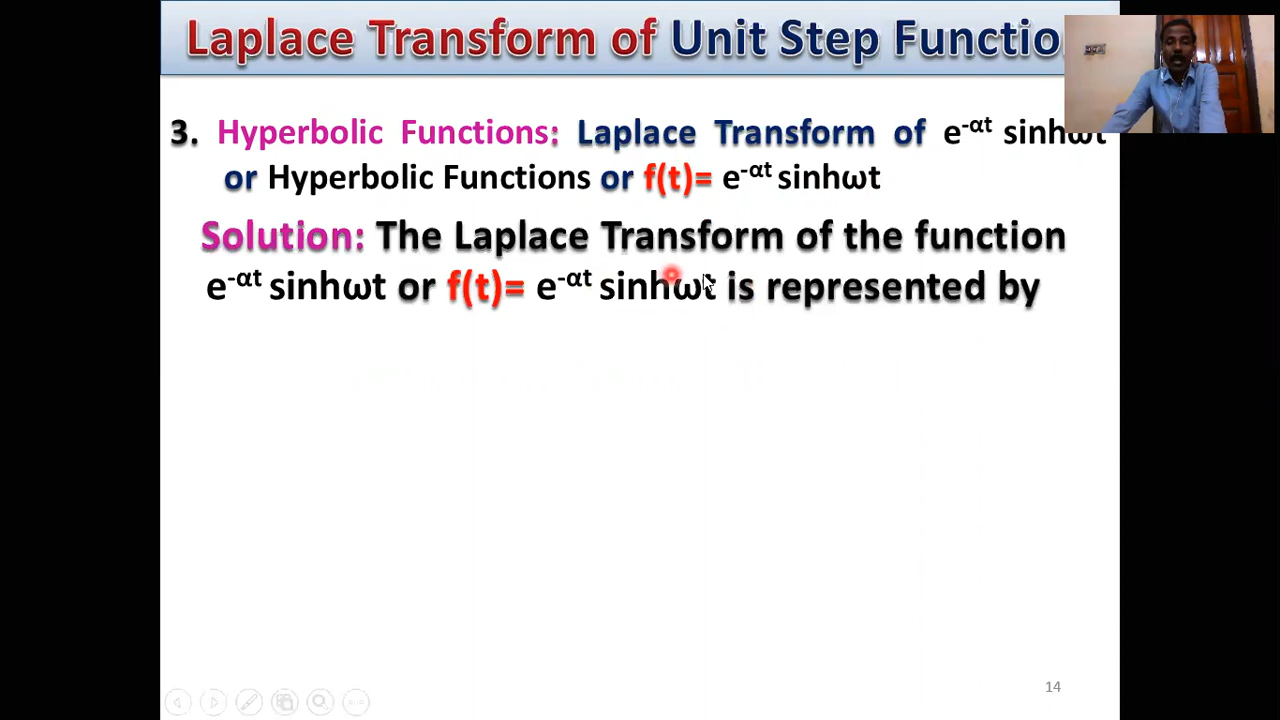 Laplace Transform of Unit Step Functio
3. Hyperbolic Functions: Laplace Transform of e⁻ᵅᵗ sinhωt
or Hyperbolic Functions or f(t)= e⁻ᵅᵗ sinhωt
Solution: The Laplace Transform of the function
e⁻ᵅᵗ sinhωt or f(t)= e⁻ᵅᵗ sinhωt is represented by
14